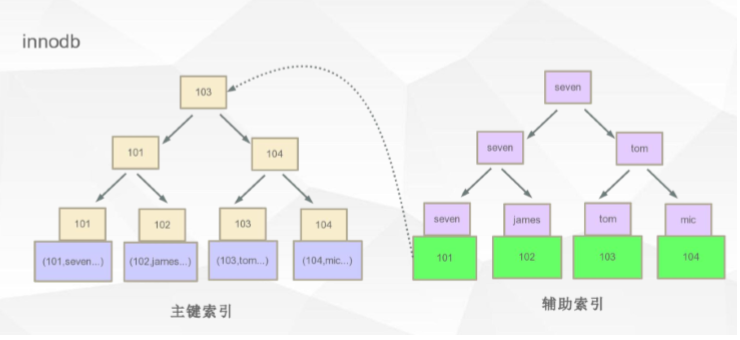 innodb
103
101
104
101
102
103
104
(101,seven...)
(102,james...)
(103,tom...)
(104,mic...)
主键索引
seven
seven
tom
seven
james
tom
mic
101
102
103
104
辅助索引